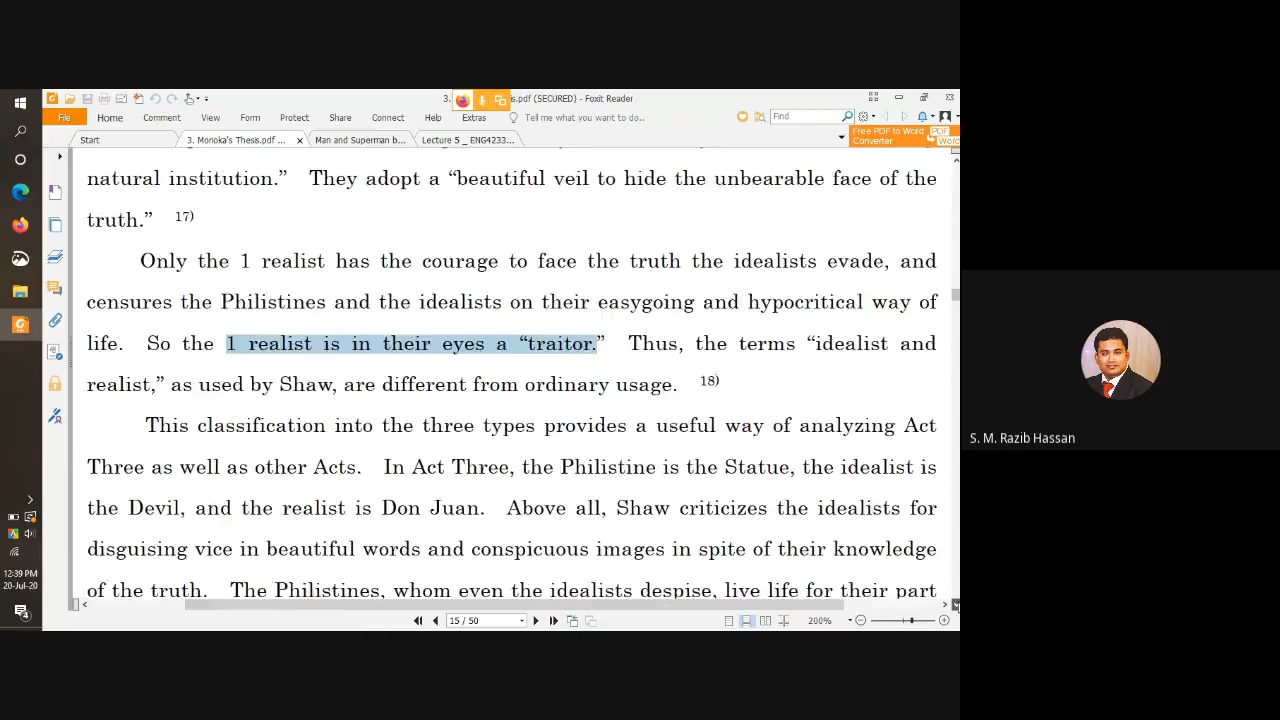 3. is.pdf (SECURED) - Foxit Reader
File Home Comment View Form Protect Share Connect Help Extras Tell me what you want to do.. Find
Free PDF to Word Converter
PDF
Word
Start 3. Morioka's Thesis.pdf ... Man and Superman b... Lecture 5 _ ENG4233...
natural institution.” They adopt a “beautiful veil to hide the unbearable face of the
truth.” 17)
Only the 1 realist has the courage to face the truth the idealists evade, and
censures the Philistines and the idealists on their easygoing and hypocritical way of
life. So the 1 realist is in their eyes a “traitor.” Thus, the terms “idealist and
realist,” as used by Shaw, are different from ordinary usage. 18)
This classification into the three types provides a useful way of analyzing Act
Three as well as other Acts. In Act Three, the Philistine is the Statue, the idealist is
the Devil, and the realist is Don Juan. Above all, Shaw criticizes the idealists for
disguising vice in beautiful words and conspicuous images in spite of their knowledge
of the truth. The Philistines, whom even the idealists despise, live life for their part
15 / 50
200%
12:39 PM
20-Jul-20
4
S. M. Razib Hassan